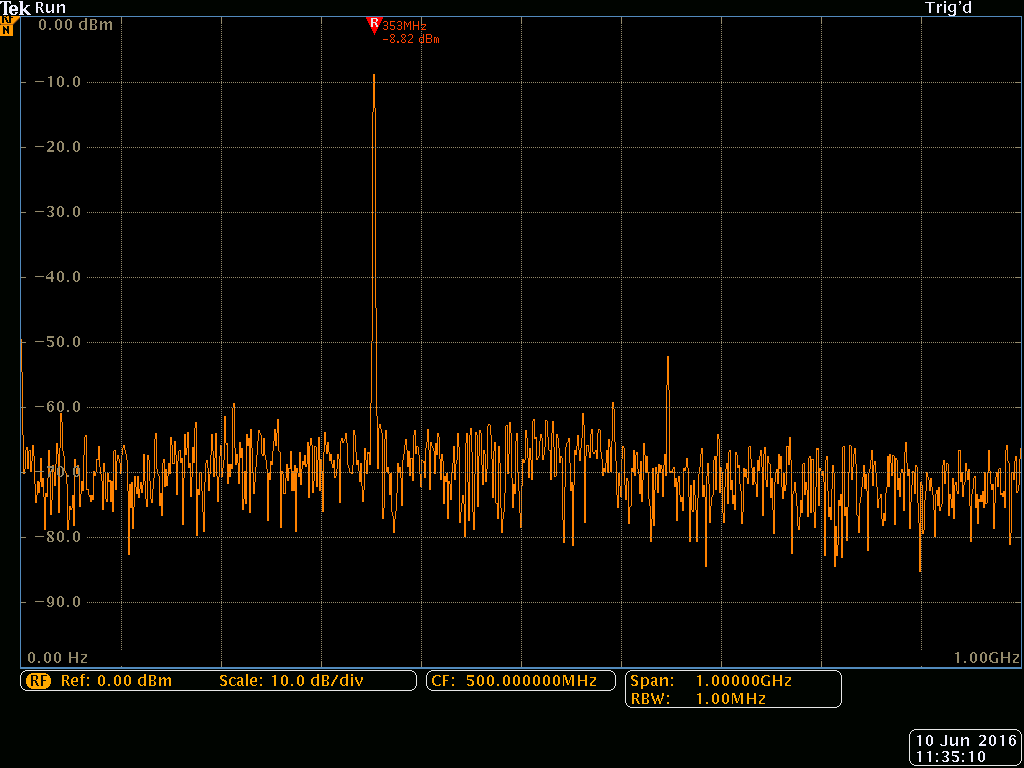 Tek Run Trig'd
R
N
0.00 dBm
R 353MHz
-8.82 dBm
-10.0
-20.0
-30.0
-40.0
-50.0
-60.0
-70.0
-80.0
-90.0
0.00 Hz 1.00GHz
RF Ref: 0.00 dBm Scale: 10.0 dB/div CF: 500.000000MHz Span: 1.00000GHz
RBW: 1.00MHz
10 Jun 2016
11:35:10